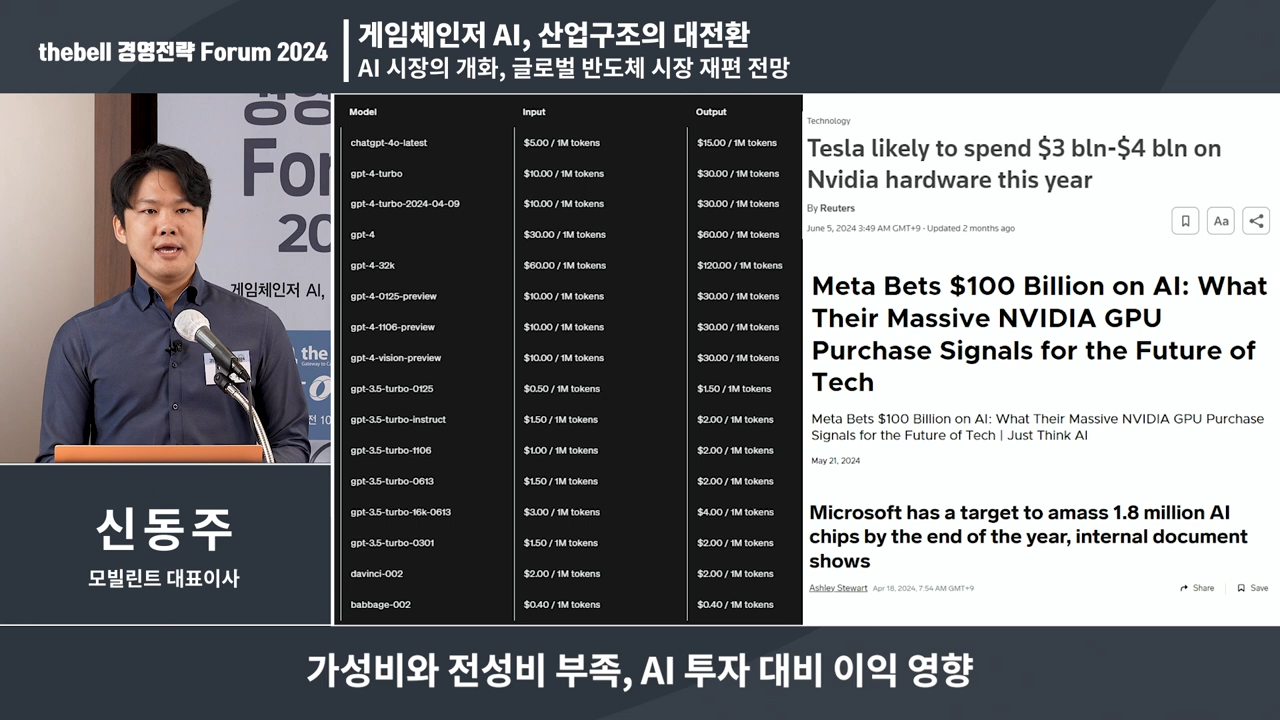 thebell 경영전략 Forum 2024
게임체인저 AI, 산업구조의 대전환
AI 시장의 개화, 글로벌 반도체 시장 재편 전망
경영
For
20
게임체인저 AI,
the
전 10
신동주
모빌린트 대표이사
Model Input Output
chatgpt-4o-latest $5.00 / 1M tokens $15.00 / 1M tokens
gpt-4-turbo $10.00 / 1M tokens $30.00 / 1M tokens
gpt-4-turbo-2024-04-09 $10.00 / 1M tokens $30.00 / 1M tokens
gpt-4 $30.00 / 1M tokens $60.00 / 1M tokens
gpt-4-32k $60.00 / 1M tokens $120.00 / 1M tokens
gpt-4-0125-preview $10.00 / 1M tokens $30.00 / 1M tokens
gpt-4-1106-preview $10.00 / 1M tokens $30.00 / 1M tokens
gpt-4-vision-preview $10.00 / 1M tokens $30.00 / 1M tokens
gpt-3.5-turbo-0125 $0.50 / 1M tokens $1.50 / 1M tokens
gpt-3.5-turbo-instruct $1.50 / 1M tokens $2.00 / 1M tokens
gpt-3.5-turbo-1106 $1.00 / 1M tokens $2.00 / 1M tokens
gpt-3.5-turbo-0613 $1.50 / 1M tokens $2.00 / 1M tokens
gpt-3.5-turbo-16k-0613 $3.00 / 1M tokens $4.00 / 1M tokens
gpt-3.5-turbo-0301 $1.50 / 1M tokens $2.00 / 1M tokens
davinci-002 $2.00 / 1M tokens $2.00 / 1M tokens
babbage-002 $0.40 / 1M tokens $0.40 / 1M tokens
Technology
Tesla likely to spend $3 bln-$4 bln on
Nvidia hardware this year
By Reuters
June 5, 2024 3:49 AM GMT+9 · Updated 2 months ago
Aa
Meta Bets $100 Billion on AI: What
Their Massive NVIDIA GPU
Purchase Signals for the Future of
Tech
Meta Bets $100 Billion on AI: What Their Massive NVIDIA GPU Purchase
Signals for the Future of Tech | Just Think AI
May 21, 2024
Microsoft has a target to amass 1.8 million AI
chips by the end of the year, internal document
shows
Ashley Stewart Apr 18, 2024, 7:54 AM GMT+9
Share Save
가성비와 전성비 부족, AI 투자 대비 이익 영향